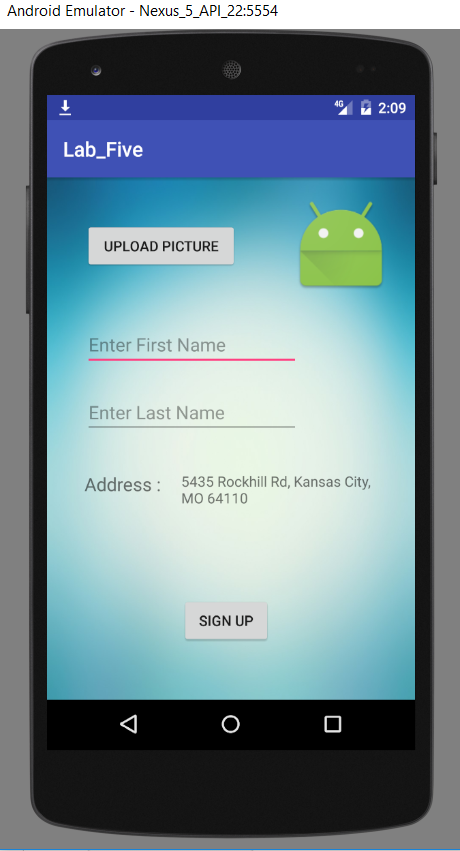 Android Emulator - Nexus_5_API_22:5554
4G 2:09
Lab_Five
UPLOAD PICTURE
Enter First Name
Enter Last Name
Address : 5435 Rockhill Rd, Kansas City,
MO 64110
SIGN UP